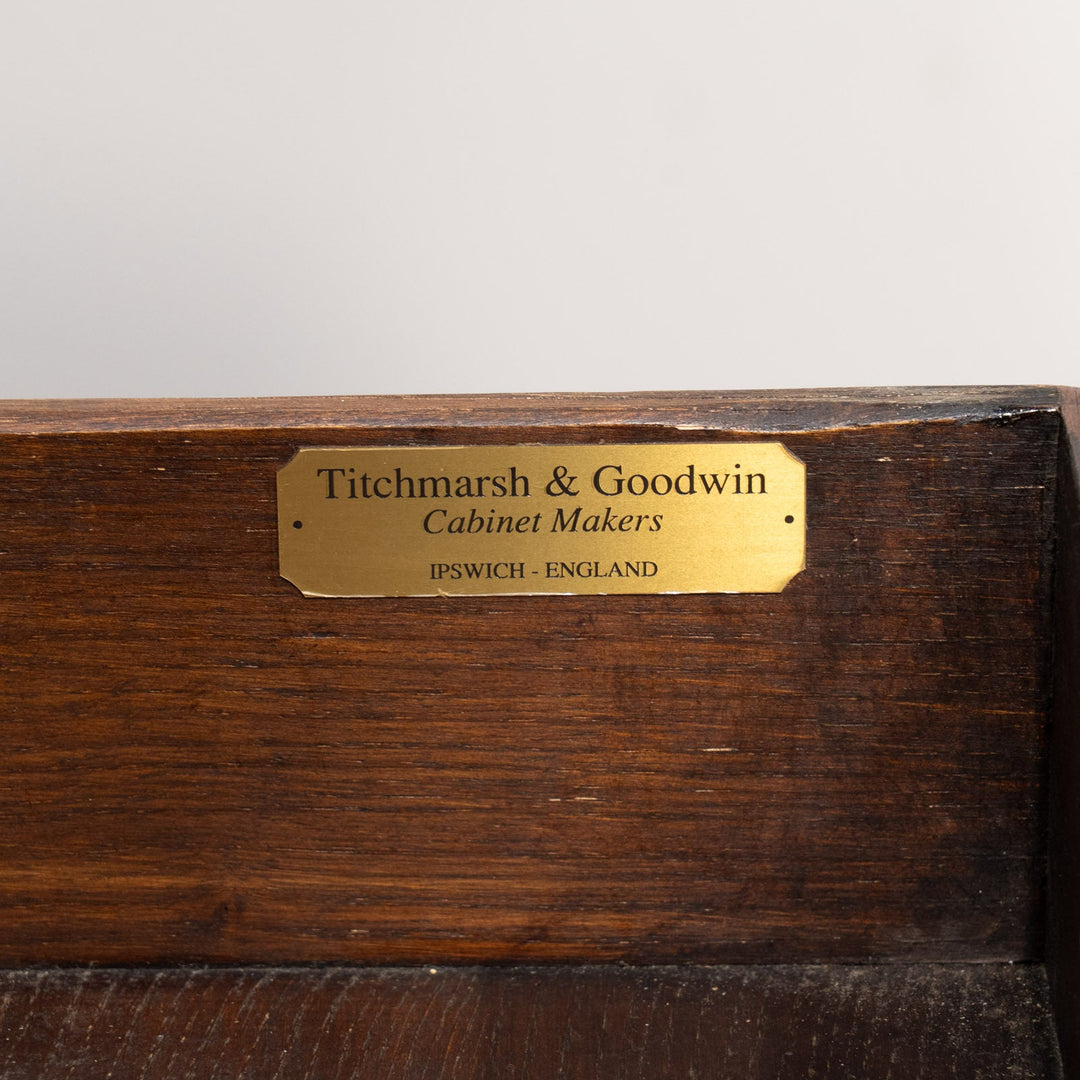 Titchmarsh & Goodwin
Cabinet Makers
IPSWICH - ENGLAND